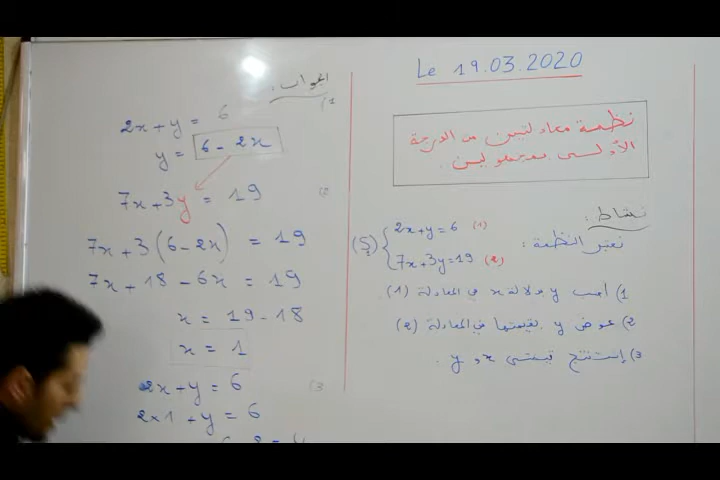 Le 19.03.2020
نظمة معادلتين من الدرجة
الأولى بمجهولين.
نشاط:
نعتبر النظمة:
(S) { 2x+y=6 (1)
7x+3y=19 (2)
1) أحسب y بدلالة x في المعادلة (1)
2) عوض y بقيمتها في المعادلة (2)
3) إستنتج قيمتي x و y.
الجواب:
1)
2x+y = 6
y = 6 - 2x
2)
7x+3y = 19
7x+3(6-2x) = 19
7x+18-6x = 19
x = 19-18
x = 1
3)
2x+y = 6
2×1+y = 6